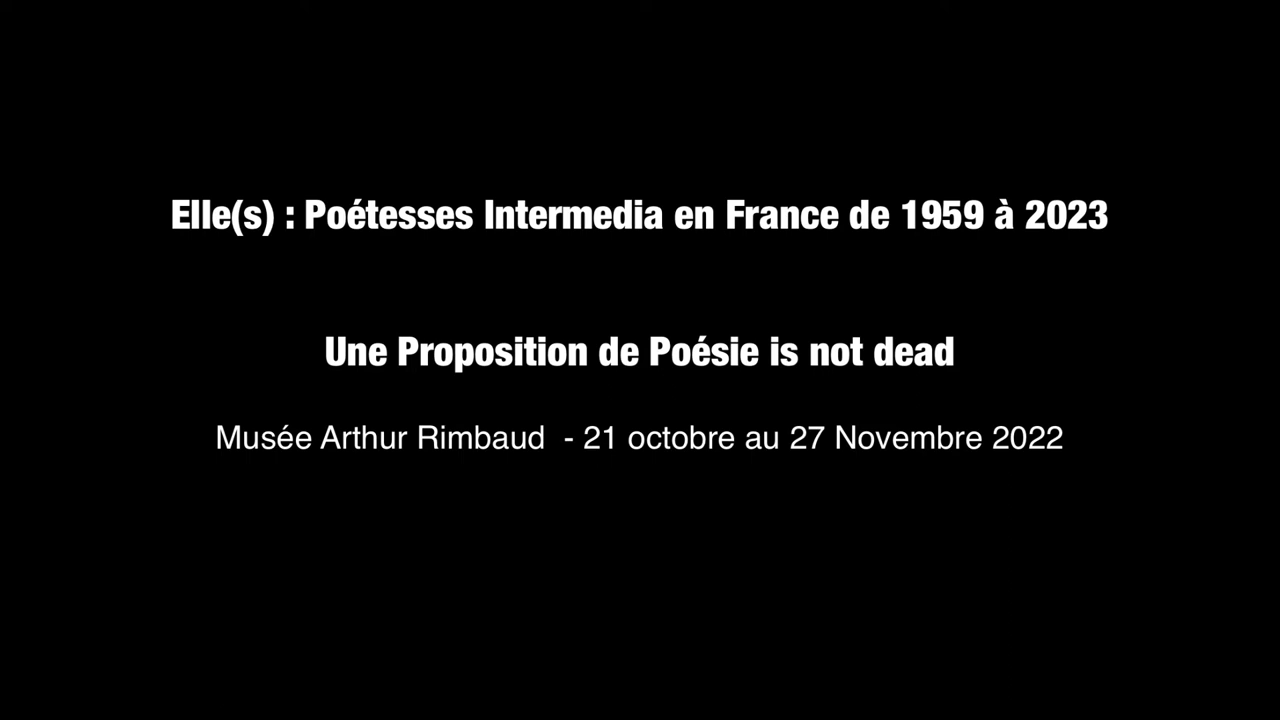 Elle(s) : Poétesses Intermedia en France de 1959 à 2023
Une Proposition de Poésie is not dead
Musée Arthur Rimbaud - 21 octobre au 27 Novembre 2022